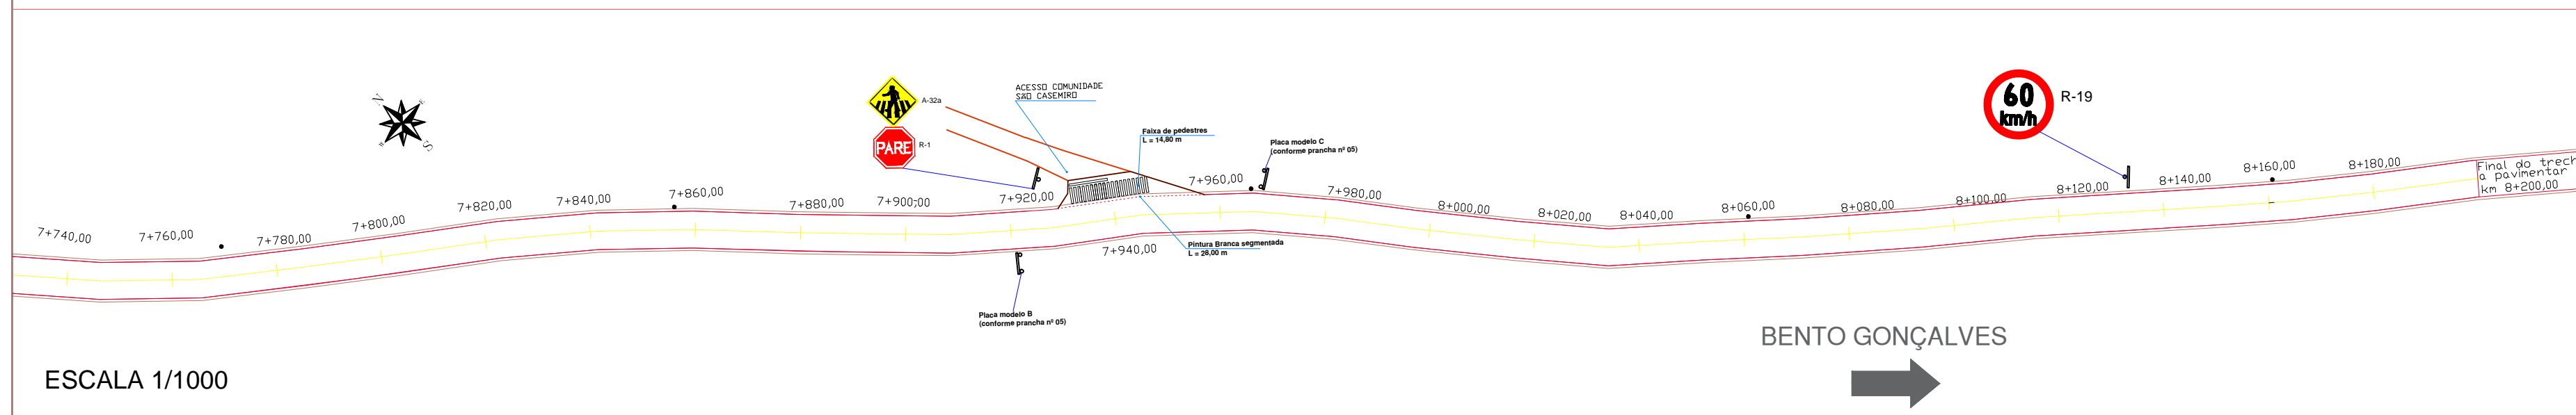 7+740,00
7+760,00
7+780,00
7+800,00
7+820,00
7+840,00
7+860,00
7+880,00
7+900,00
7+920,00
7+940,00
7+960,00
7+980,00
8+000,00
8+020,00
8+040,00
8+060,00
8+080,00
8+100,00
8+120,00
8+140,00
8+160,00
8+180,00
N
E
S
A-32a
PARE
R-1
ACESSO COMUNIDADE
SÃO CASEMIRO
Faixa de pedestres
L = 14,80 m
Placa modelo C
(conforme prancha nº 05)
Pintura Branca segmentada
L = 28,00 m
Placa modelo B
(conforme prancha nº 05)
60
km/h
R-19
Final do trech
a pavimentar
km 8+200,00
BENTO GONÇALVES
ESCALA 1/1000